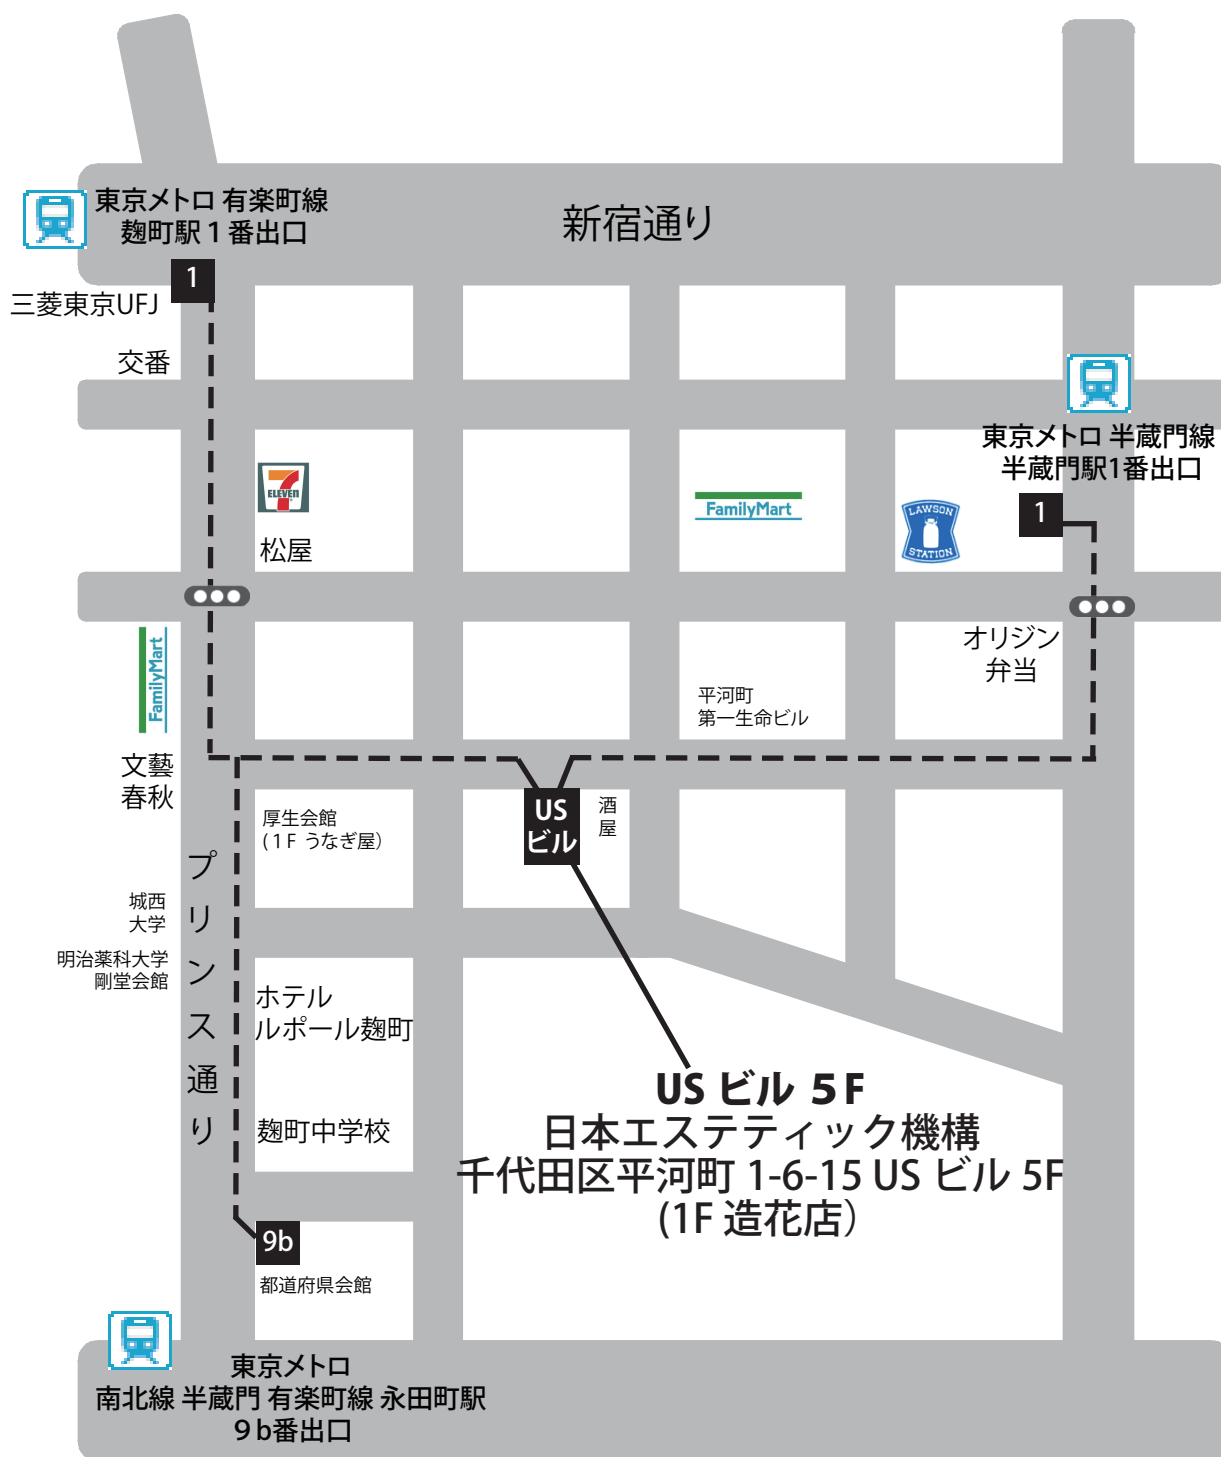 東京メトロ 有楽町線
麹町駅 1 番出口
新宿通り
1
三菱東京UFJ
交番
東京メトロ 半蔵門線
半蔵門駅1番出口
1
7
ELEVEN
松屋
FamilyMart
LAWSON
STATION
オリジン
弁当
FamilyMart
平河町
第一生命ビル
文藝
春秋
US
ビル
酒
屋
厚生会館
(1F うなぎ屋)
プリンス通り
城西
大学
明治薬科大学
剛堂会館
ホテル
ルポール麹町
US ビル 5F
日本エステティック機構
千代田区平河町 1-6-15 US ビル 5F
(1F 造花店)
麹町中学校
9b
都道府県会館
東京メトロ
南北線 半蔵門 有楽町線 永田町駅
9b番出口